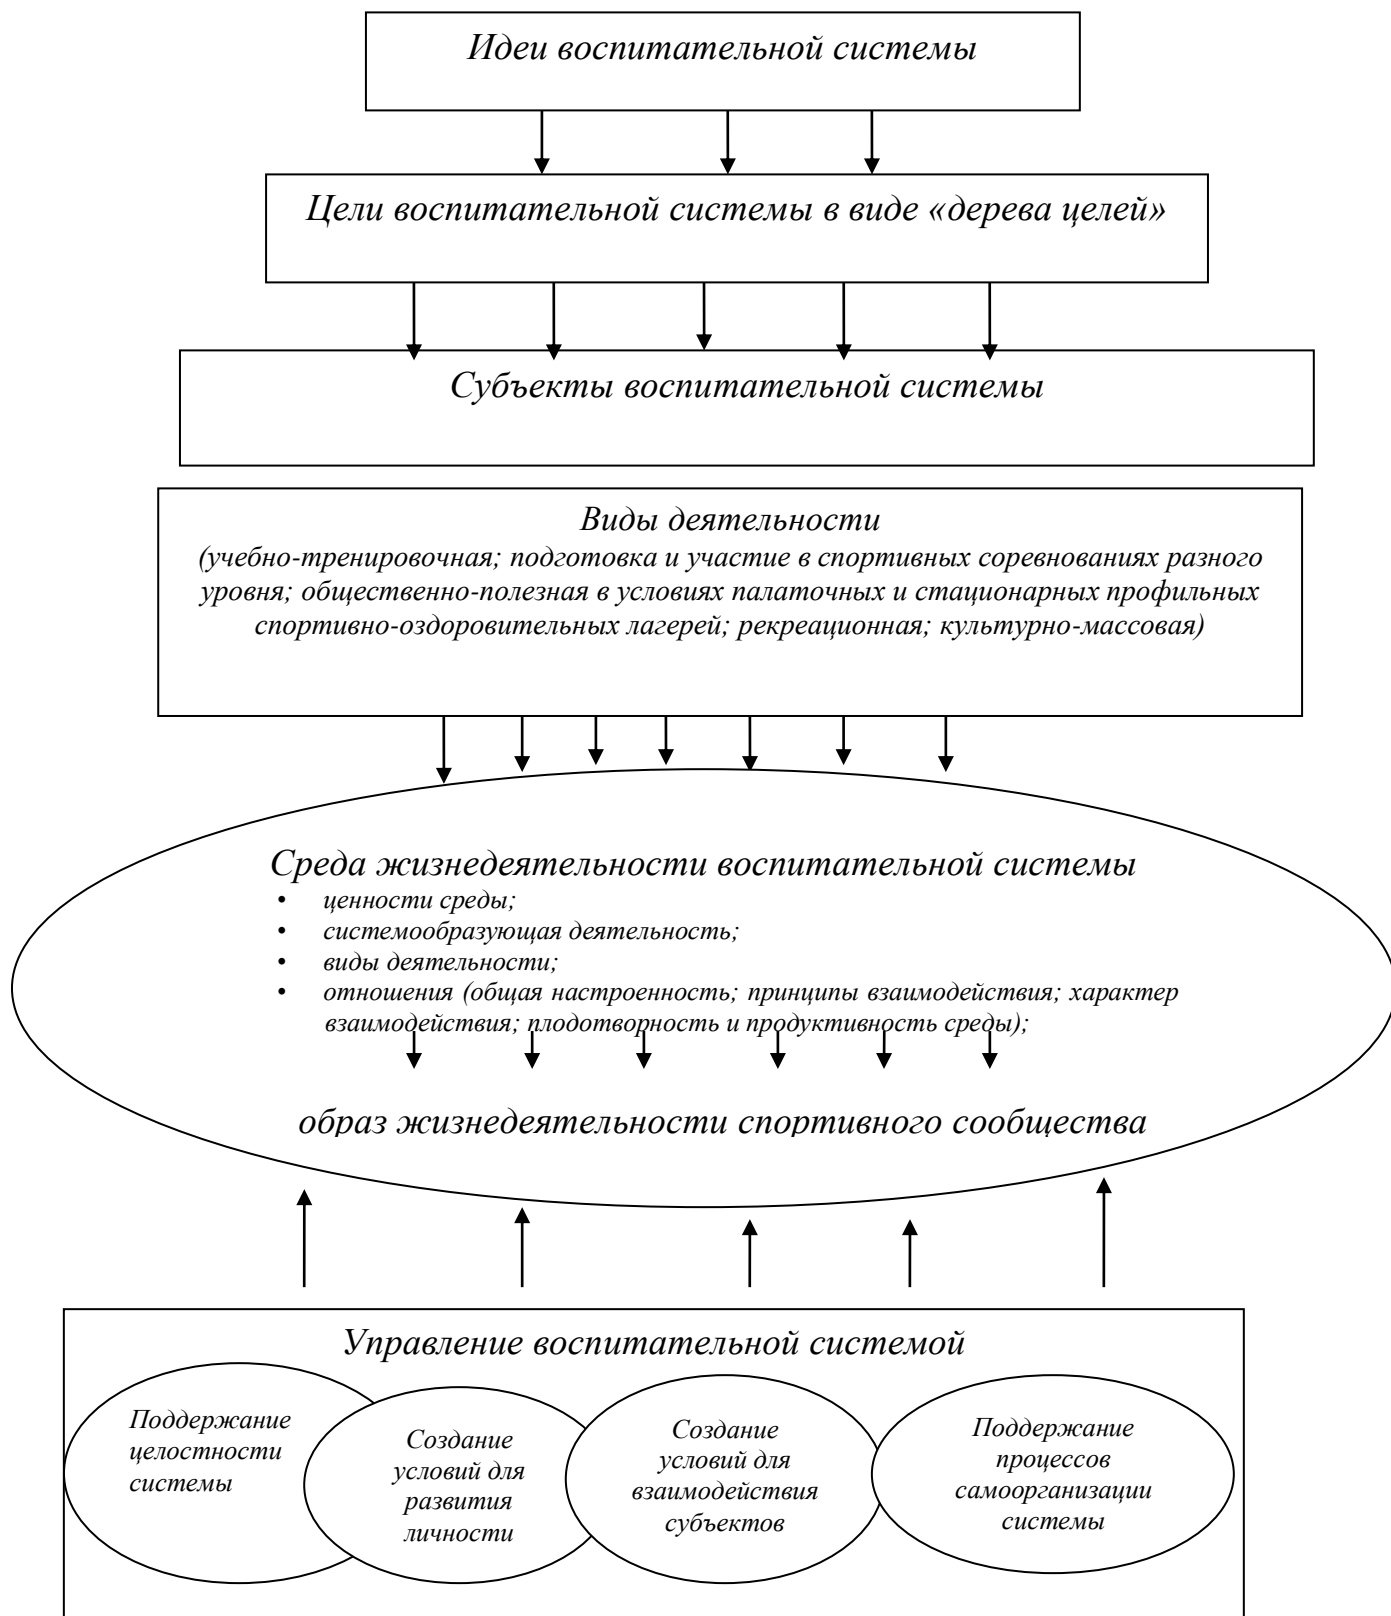 Идеи воспитательной системы
Цели воспитательной системы в виде «дерева целей»
Субъекты воспитательной системы
Виды деятельности
(учебно-тренировочная; подготовка и участие в спортивных соревнованиях разного
уровня; общественно-полезная в условиях палаточных и стационарных профильных
спортивно-оздоровительных лагерей; рекреационная; культурно-массовая)
Среда жизнедеятельности воспитательной системы
• ценности среды;
• системообразующая деятельность;
• виды деятельности;
• отношения (общая настроенность; принципы взаимодействия; характер
взаимодействия; плодотворность и продуктивность среды);
образ жизнедеятельности спортивного сообщества
Управление воспитательной системой
Поддержание
целостности
системы
Создание
условий для
развития
личности
Создание
условий для
взаимодействия
субъектов
Поддержание
процессов
самоорганизации
системы